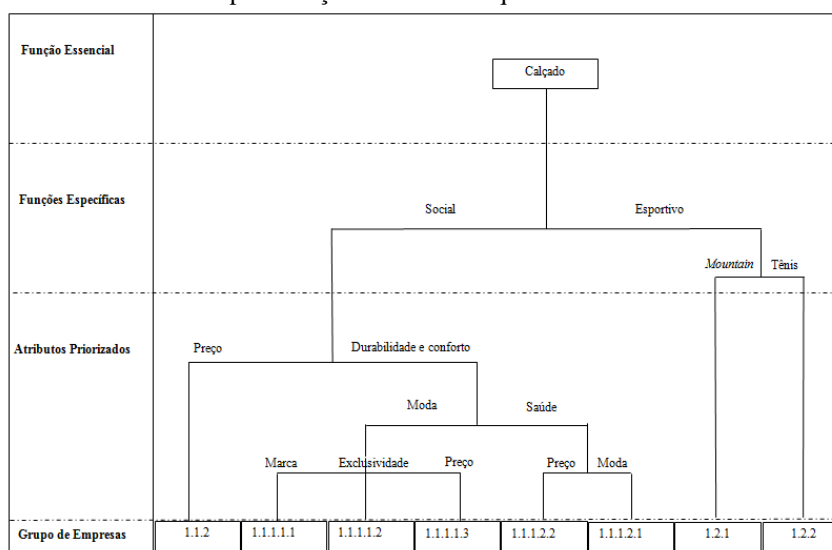 Função Essencial
Calçado
Funções Específicas
Social
Esportivo
Mountain
Tênis
Atributos Priorizados
Preço
Durabilidade e conforto
Moda
Saúde
Marca
Exclusividade
Preço
Preço
Moda
Grupo de Empresas
1.1.2
1.1.1.1.1
1.1.1.1.2
1.1.1.1.3
1.1.1.2.2
1.1.1.2.1
1.2.1
1.2.2